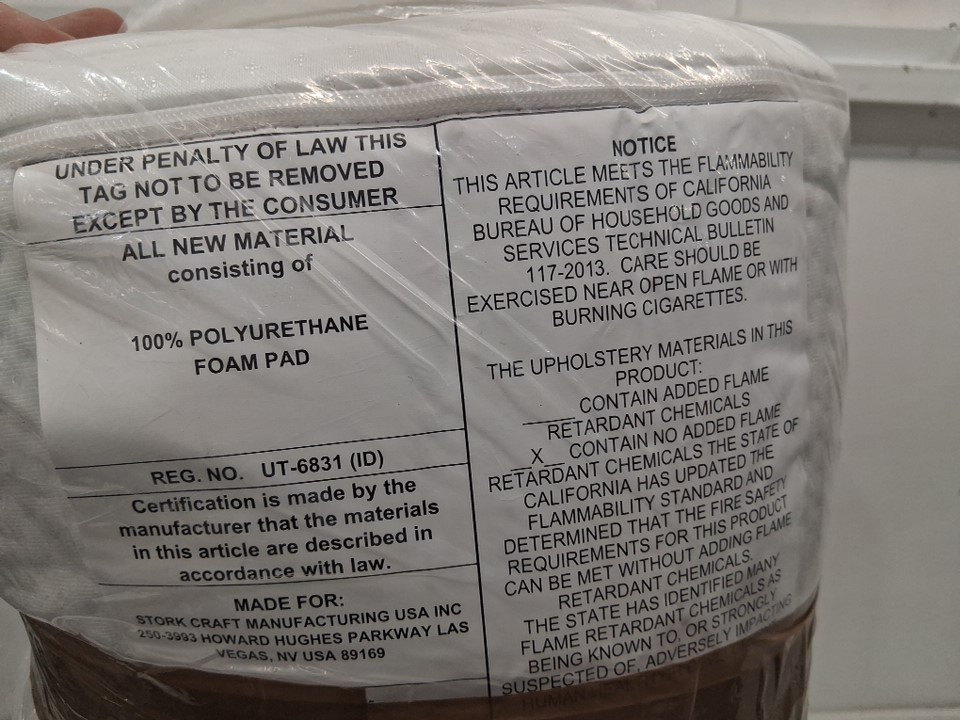 UNDER PENALTY OF LAW THIS
TAG NOT TO BE REMOVED
EXCEPT BY THE CONSUMER
ALL NEW MATERIAL
consisting of
100% POLYURETHANE
FOAM PAD
REG. NO. UT-6831 (ID)
Certification is made by the
manufacturer that the materials
in this article are described in
accordance with law.
MADE FOR:
STORK CRAFT MANUFACTURING USA INC
250-3993 HOWARD HUGHES PARKWAY LAS
VEGAS, NV USA 89169
NOTICE
THIS ARTICLE MEETS THE FLAMMABILITY
REQUIREMENTS OF CALIFORNIA
BUREAU OF HOUSEHOLD GOODS AND
SERVICES TECHNICAL BULLETIN
117-2013. CARE SHOULD BE
EXERCISED NEAR OPEN FLAME OR WITH
BURNING CIGARETTES.
THE UPHOLSTERY MATERIALS IN THIS
PRODUCT:
____CONTAIN ADDED FLAME
RETARDANT CHEMICALS
__X__CONTAIN NO ADDED FLAME
RETARDANT CHEMICALS THE STATE OF
CALIFORNIA HAS UPDATED THE
FLAMMABILITY STANDARD AND
DETERMINED THAT THE FIRE SAFETY
REQUIREMENTS FOR THIS PRODUCT
CAN BE MET WITHOUT ADDING FLAME
RETARDANT CHEMICALS.
THE STATE HAS IDENTIFIED MANY
FLAME RETARDANT CHEMICALS AS
BEING KNOWN TO, OR STRONGLY
SUSPECTED OF, ADVERSELY IMPACTING
HUMAN